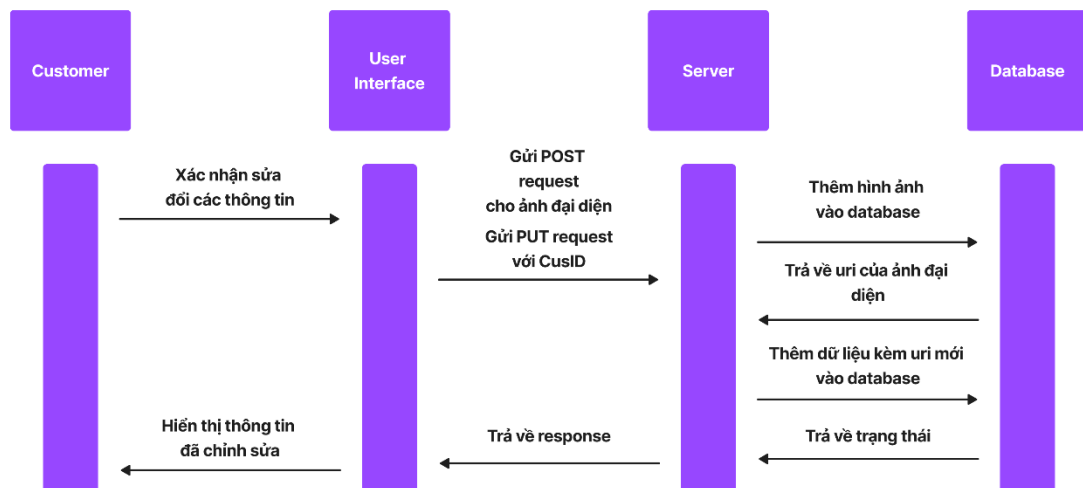 Customer
User
Interface
Server
Database
Xác nhận sửa
đổi các thông tin
Gửi POST
request
cho ảnh đại diện
Gửi PUT request
với CusID
Thêm hình ảnh
vào database
Trả về uri của ảnh đại
diện
Thêm dữ liệu kèm uri mới
vào database
Hiển thị thông tin
đã chỉnh sửa
Trả về response
Trả về trạng thái